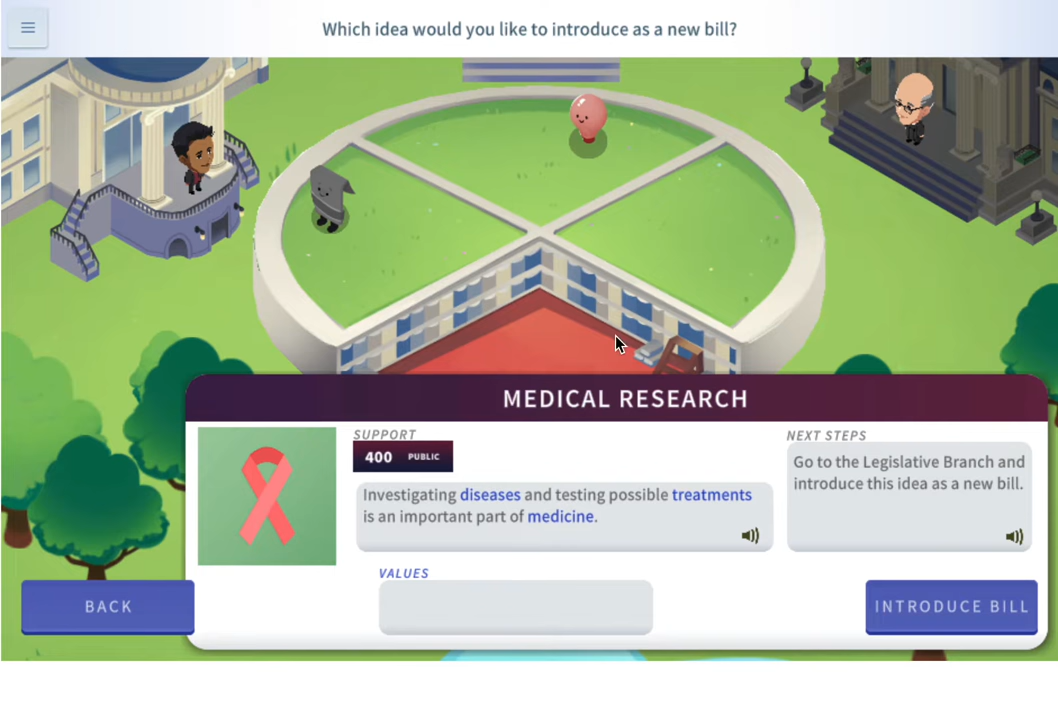 Which idea would you like to introduce as a new bill?
MEDICAL RESEARCH
SUPPORT
400 PUBLIC
Investigating diseases and testing possible treatments
is an important part of medicine.
NEXT STEPS
Go to the Legislative Branch and
introduce this idea as a new bill.
VALUES
BACK
INTRODUCE BILL